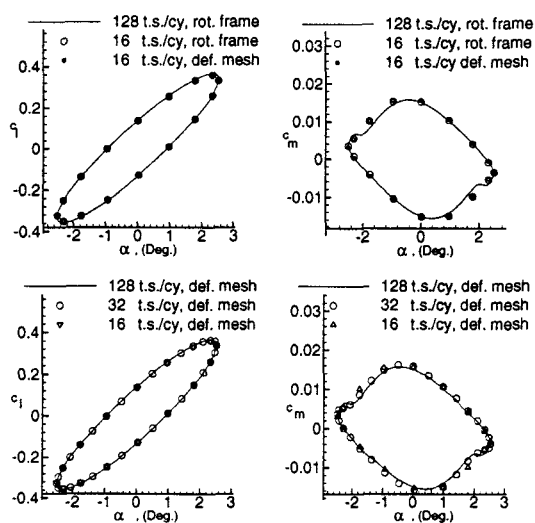 128 t.s./cy, rot. frame
16 t.s./cy, rot. frame
16 t.s./cy, def. mesh
0.4
0.2
0
-0.2
-0.4
c l
-2 -1 0 1 2 3
α , (Deg.)
128 t.s./cy, rot. frame
16 t.s./cy, rot. frame
16 t.s./cy def. mesh
0.03
0.02
0.01
0
-0.01
c m
-2 0 2
α , (Deg.)
128 t.s./cy, def. mesh
32 t.s./cy, def. mesh
16 t.s./cy, def. mesh
0.4
0.2
0
-0.2
-0.4
c l
-2 -1 0 1 2 3
α , (Deg.)
128 t.s./cy, def. mesh
32 t.s./cy, def. mesh
16 t.s./cy, def. mesh
0.03
0.02
0.01
0
-0.01
c m
-2 -1 0 1 2
α , (Deg.)